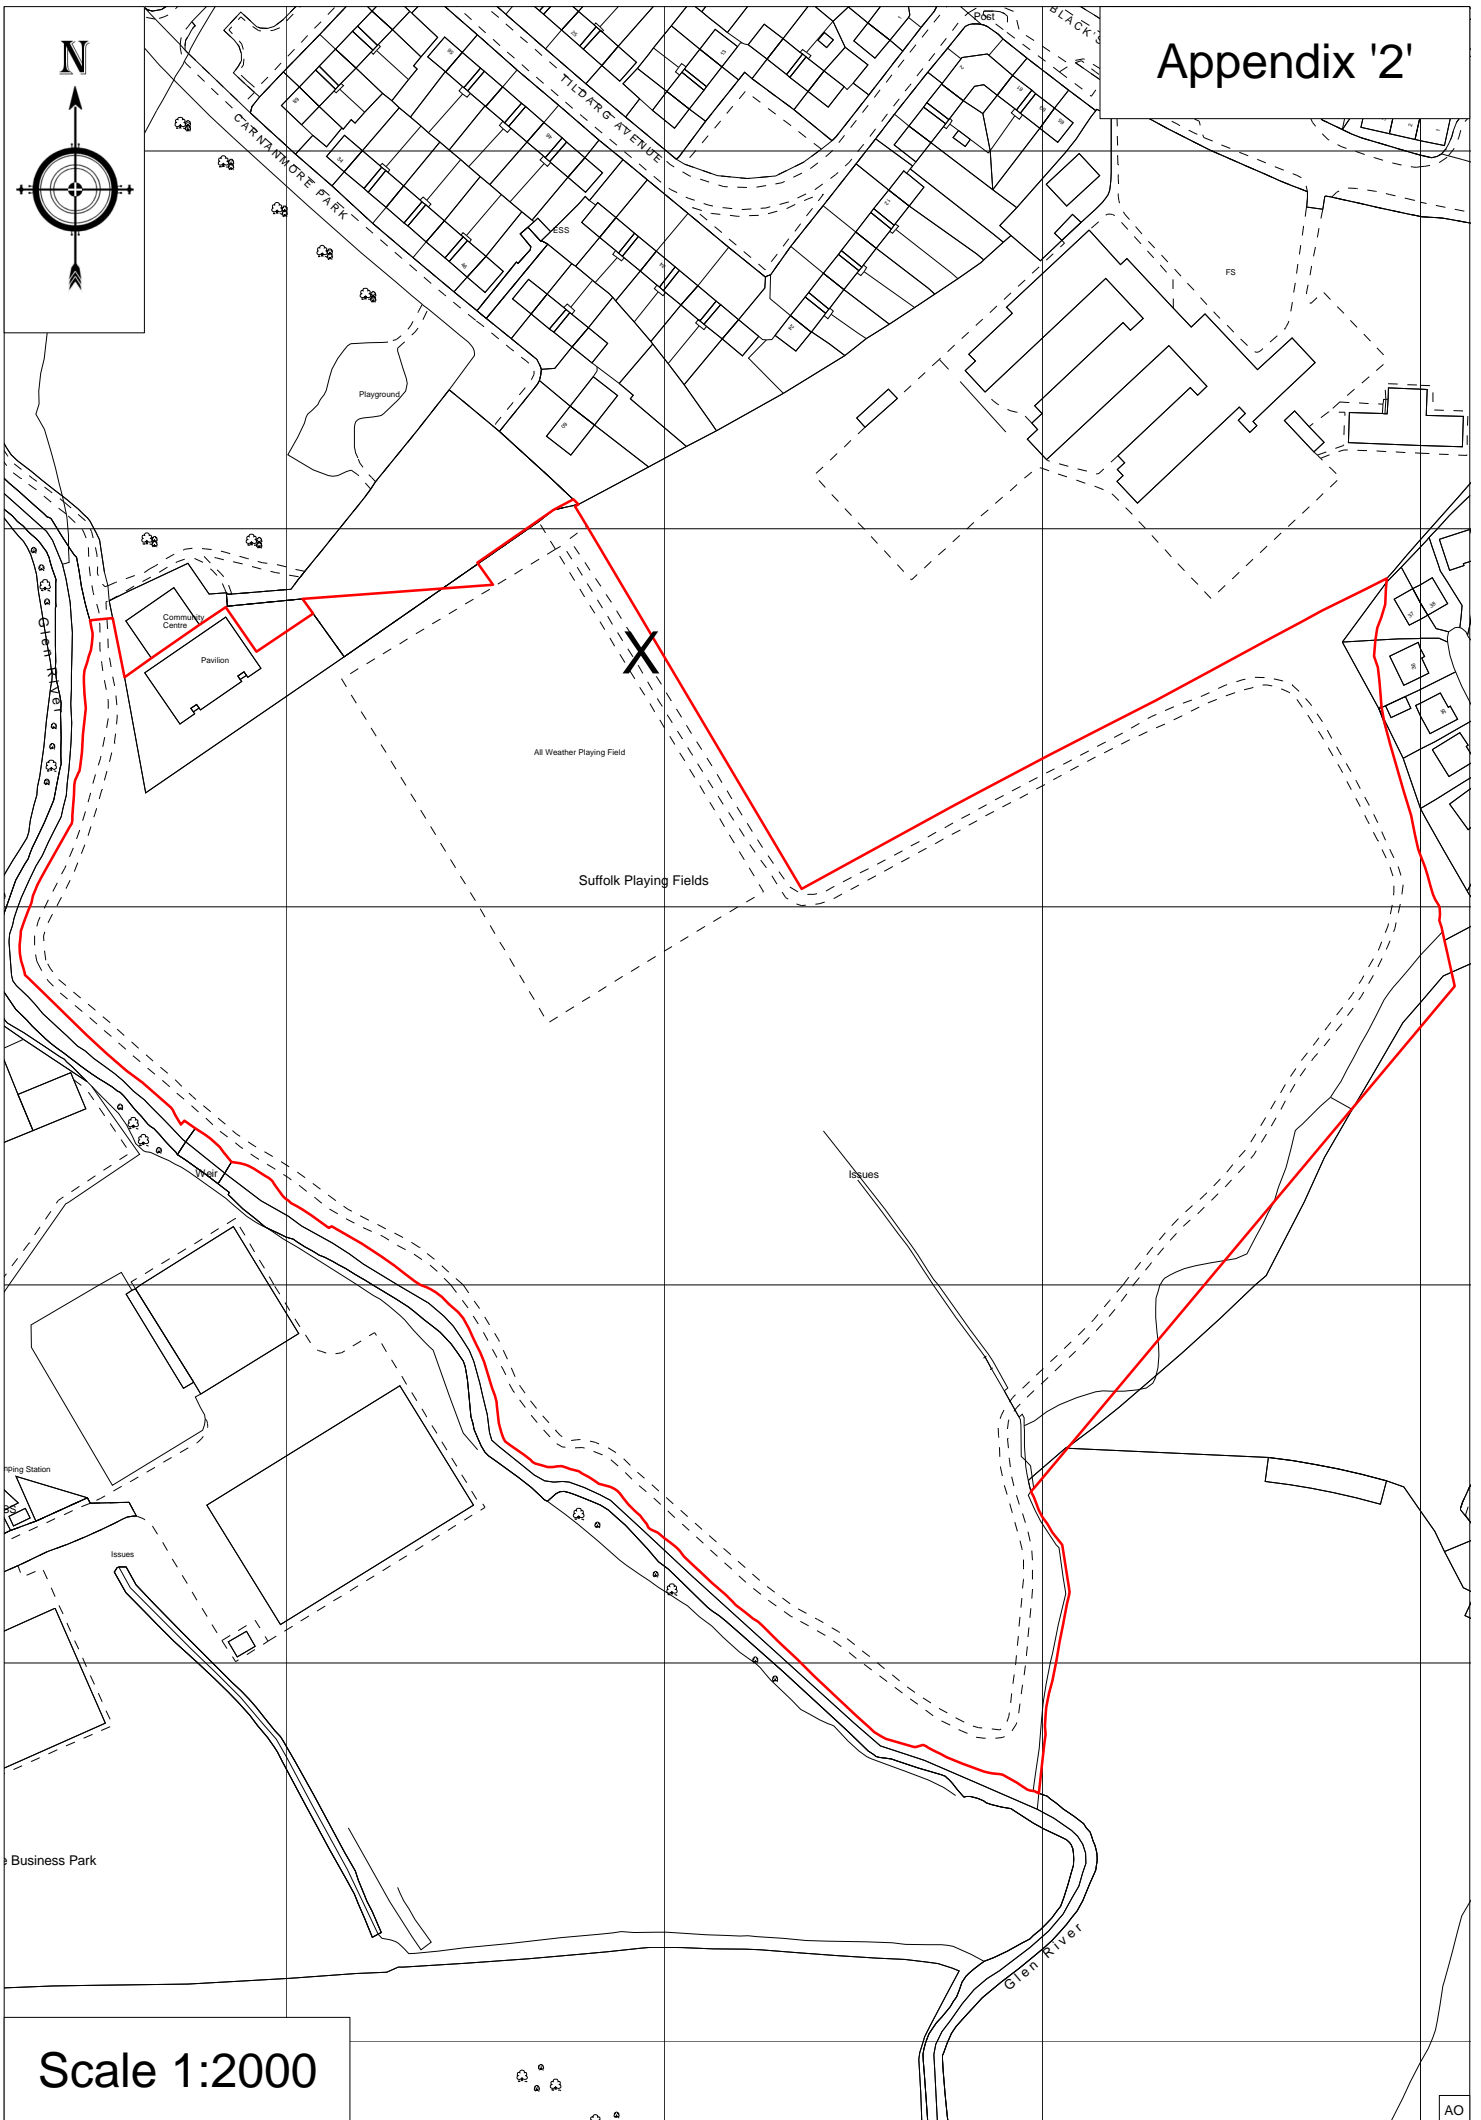 Post
BLACK'S
Appendix '2'
N
TILDARG AVENUE
CARNANMORE PARK
ESS
FS
Playground
Community
Centre
Pavilion
Glen River
X
All Weather Playing Field
Suffolk Playing Fields
Weir
Issues
Issues
Business Park
Glen River
Scale 1:2000
AO